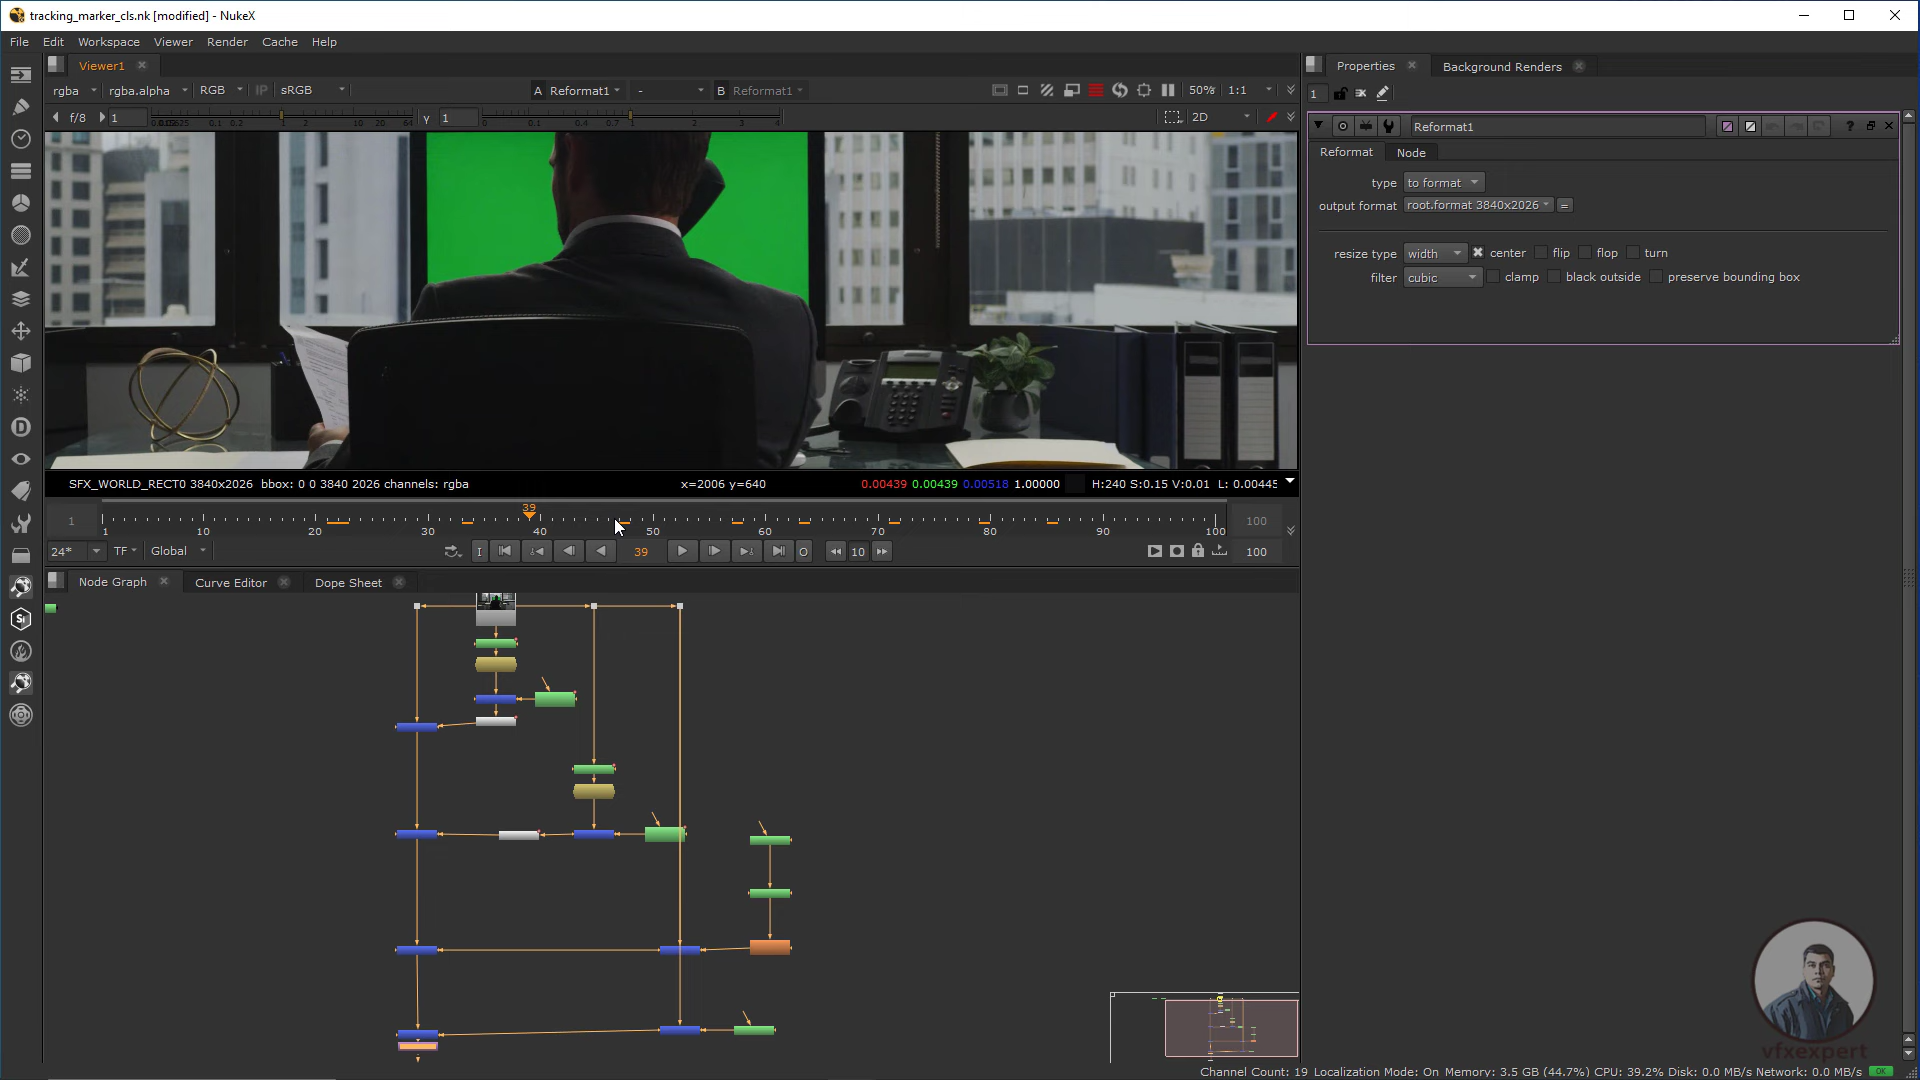 tracking_marker_cls.nk [modified] - NukeX
File Edit Workspace Viewer Render Cache Help
Viewer1
rgba rgba.alpha RGB IP sRGB A Reformat1 - B Reformat1 50% 1:1
f/8 1 Y 1 2D
SFX_WORLD_RECT0 3840x2026 bbox: 0 0 3840 2026 channels: rgba x=2006 y=640 0.00439 0.00439 0.00518 1.00000 H:240 S:0.15 V:0.01 L: 0.00445
39
1 100
1 10 20 30 40 50 60 70 80 90 100
24* TF Global I 39 O 10 100
Node Graph Curve Editor Dope Sheet
Properties Background Renders
1
Reformat1 ?
Reformat Node
type to format
output format root.format 3840x2026 =
resize type width center flip flop turn
filter cubic clamp black outside preserve bounding box
vfxexpert
Channel Count: 19 Localization Mode: On Memory: 3.5 GB (44.7%) CPU: 39.2% Disk: 0.0 MB/s Network: 0.0 MB/s OK